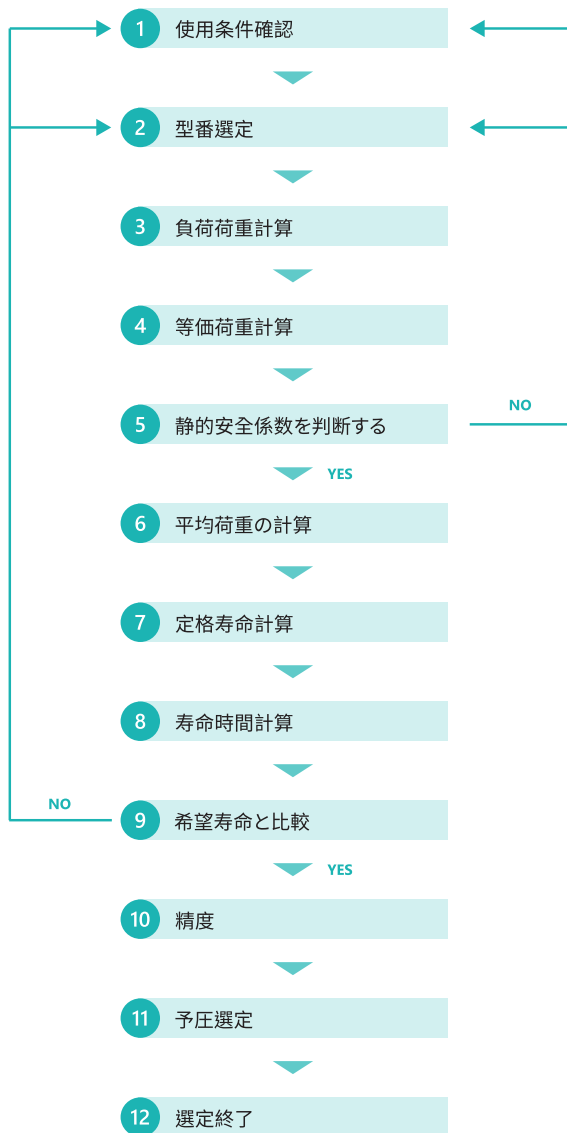 1 使用条件確認
2 型番選定
3 負荷荷重計算
4 等価荷重計算
NO
5 静的安全係数を判断する
YES
6 平均荷重の計算
7 定格寿命計算
8 寿命時間計算
NO
9 希望寿命と比較
YES
10 精度
11 予圧選定
12 選定終了